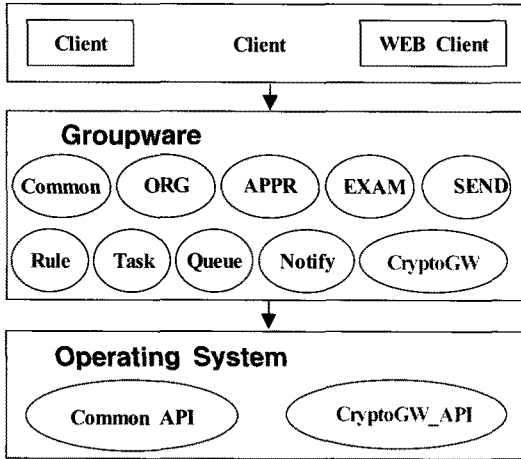 Client Client WEB Client
Groupware
Common ORG APPR EXAM SEND
Rule Task Queue Notify CryptoGW
Operating System
Common API CryptoGW_API